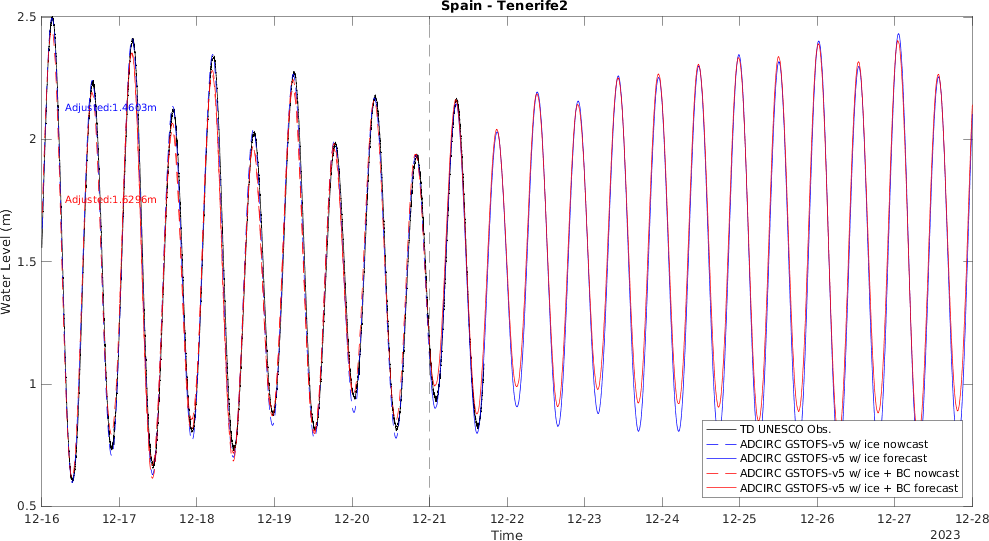 Spain - Tenerife2
2.5
2
1.5
1
0.5
Water Level (m)
Adjusted:1.4603m
Adjusted:1.6296m
TD UNESCO Obs.
ADCIRC GSTOFS-v5 w/ ice nowcast
ADCIRC GSTOFS-v5 w/ ice forecast
ADCIRC GSTOFS-v5 w/ ice + BC nowcast
ADCIRC GSTOFS-v5 w/ ice + BC forecast
12-16 12-17 12-18 12-19 12-20 12-21 12-22 12-23 12-24 12-25 12-26 12-27 12-28
Time
2023